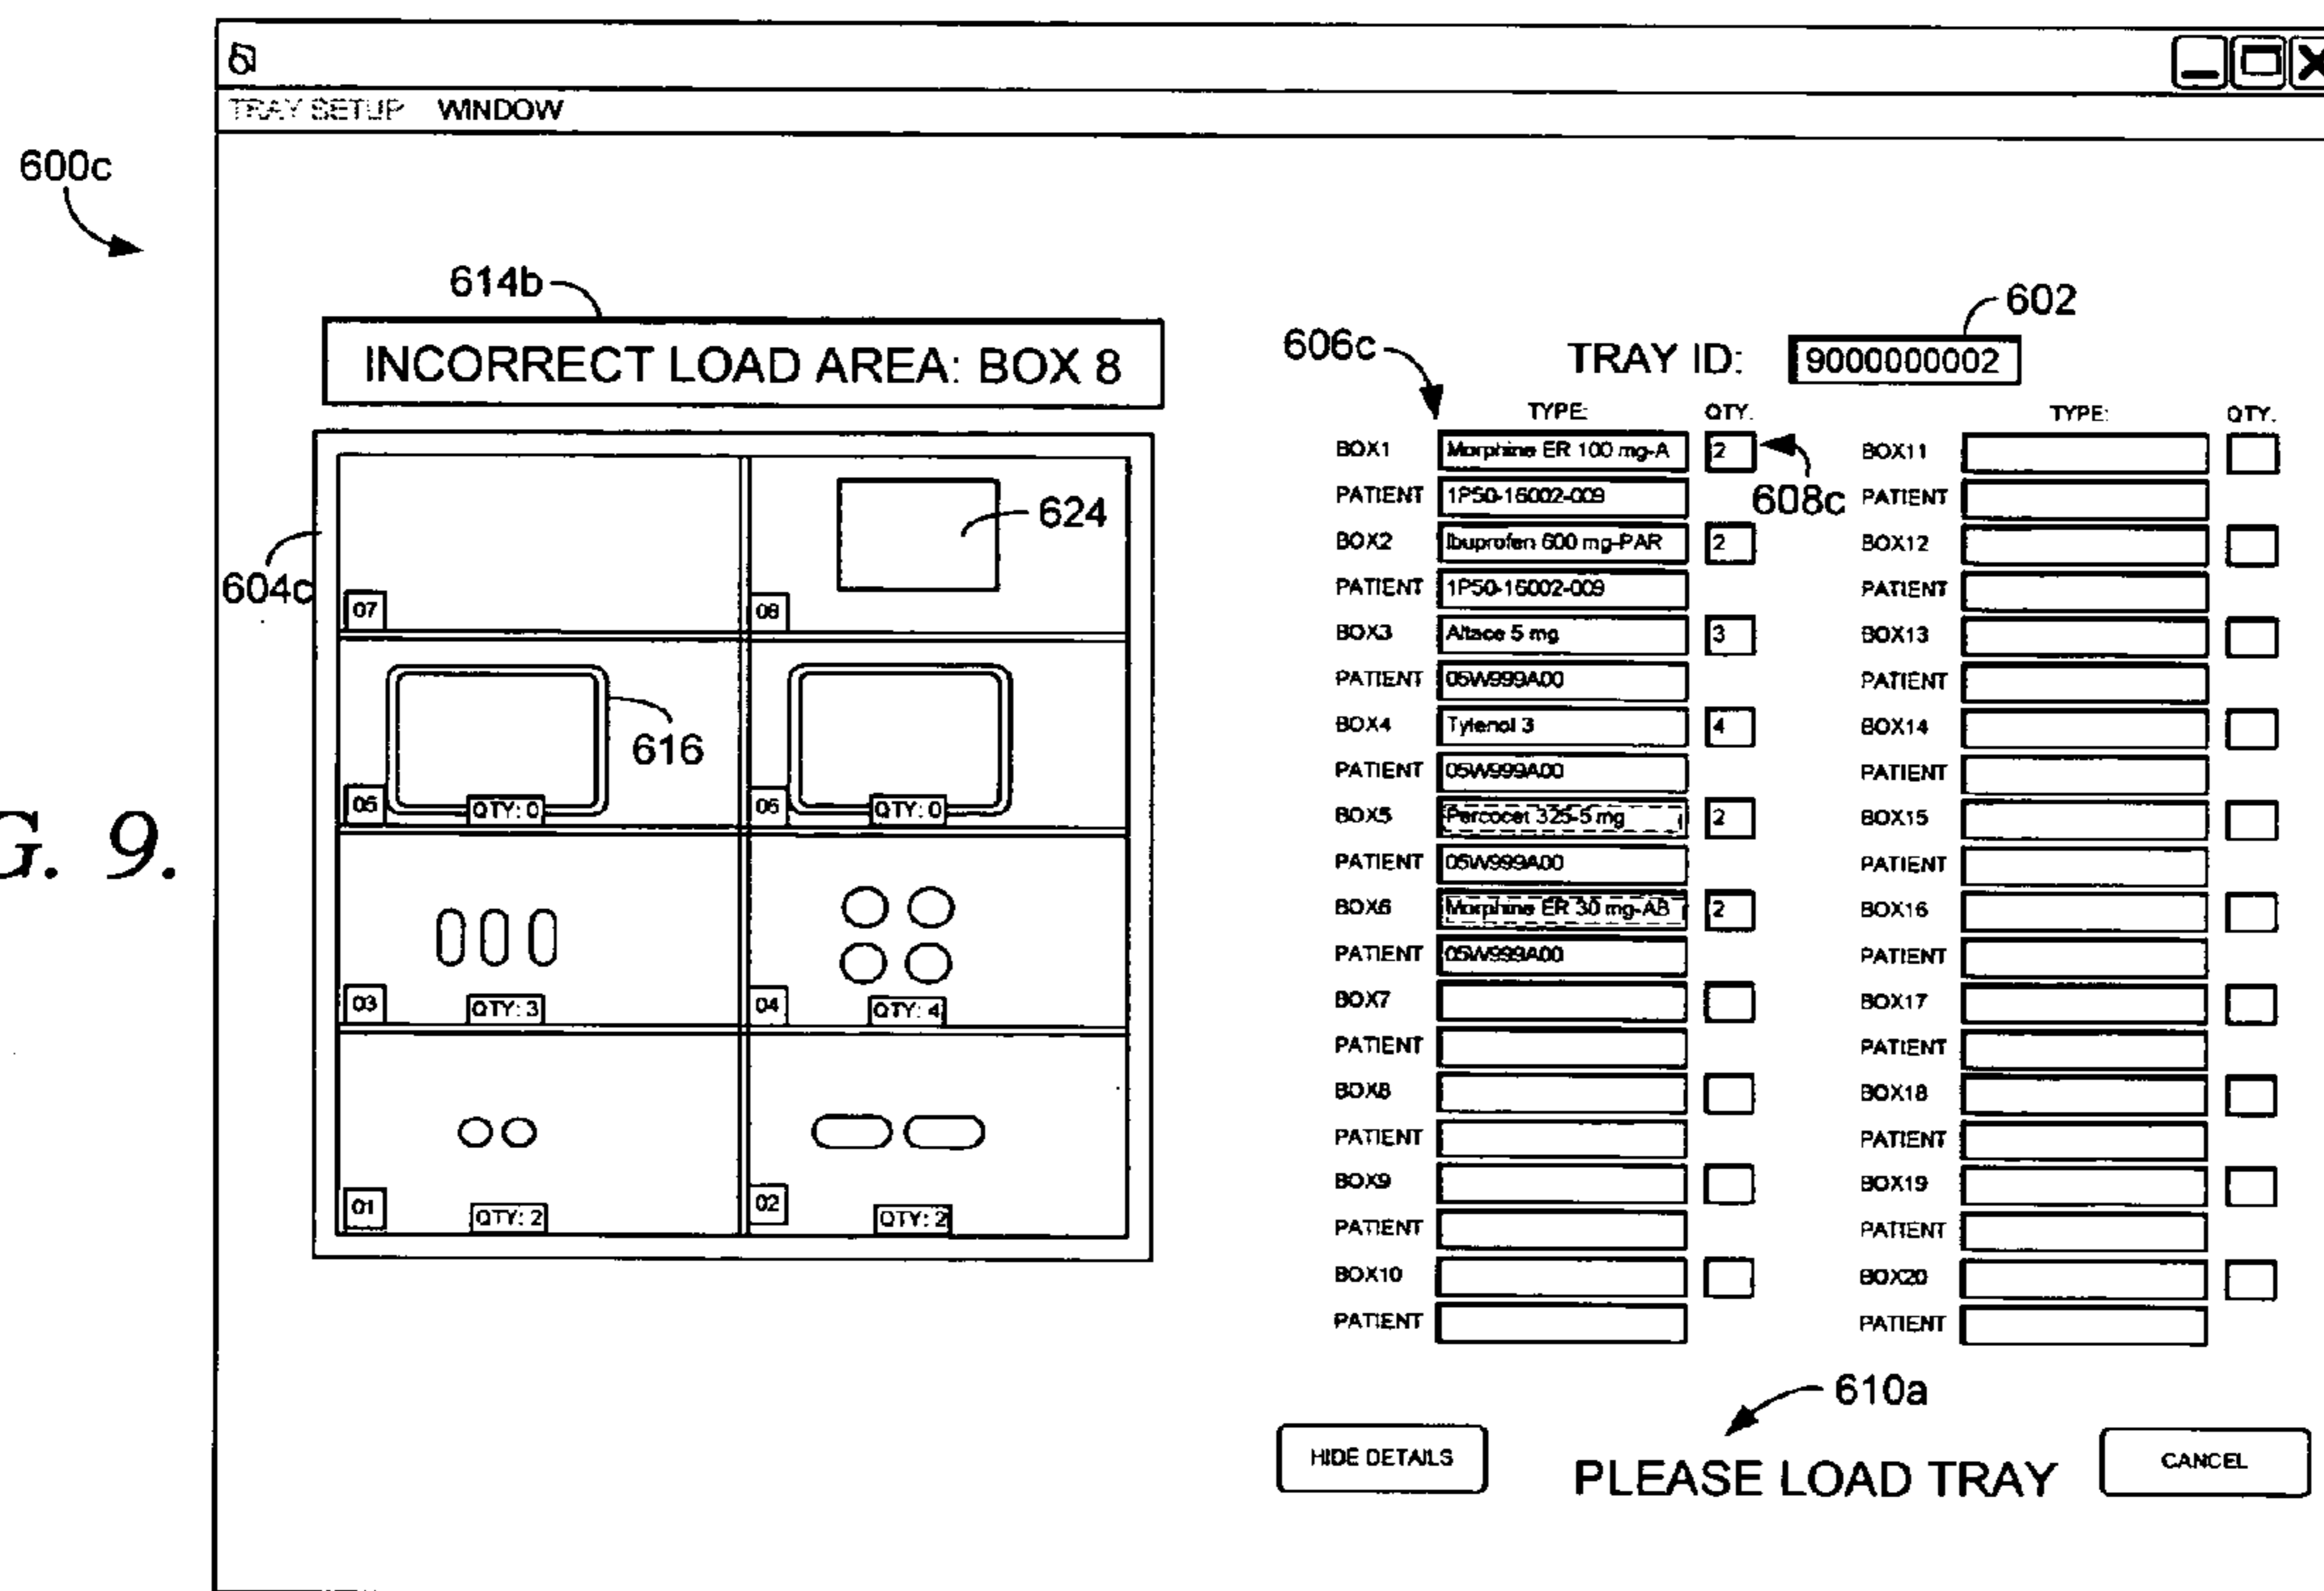 TRAY SETUP WINDOW
600c
614b
INCORRECT LOAD AREA: BOX 8
604c
624
07
08
616
05
QTY: 0
06
QTY: 0
03
QTY: 3
04
QTY: 4
01
QTY: 2
02
QTY: 2
G. 9.
602
606c
TRAY ID: 9000000002
TYPE: QTY. TYPE: QTY.
BOX1 Morphine ER 100 mg-A 2 BOX11
608c
PATIENT 1P50-16002-009 PATIENT
BOX2 Ibuprofen 600 mg-PAR 2 BOX12
PATIENT 1P50-16002-009 PATIENT
BOX3 Altace 5 mg 3 BOX13
PATIENT 05W999A00 PATIENT
BOX4 Tylenol 3 4 BOX14
PATIENT 05W999A00 PATIENT
BOX5 Percocet 325-5 mg 2 BOX15
PATIENT 05W999A00 PATIENT
BOX6 Morphine ER 30 mg-AB 2 BOX16
PATIENT 05W999A00 PATIENT
BOX7 BOX17
PATIENT PATIENT
BOX8 BOX18
PATIENT PATIENT
BOX9 BOX19
PATIENT PATIENT
BOX10 BOX20
PATIENT PATIENT
610a
HIDE DETAILS PLEASE LOAD TRAY CANCEL